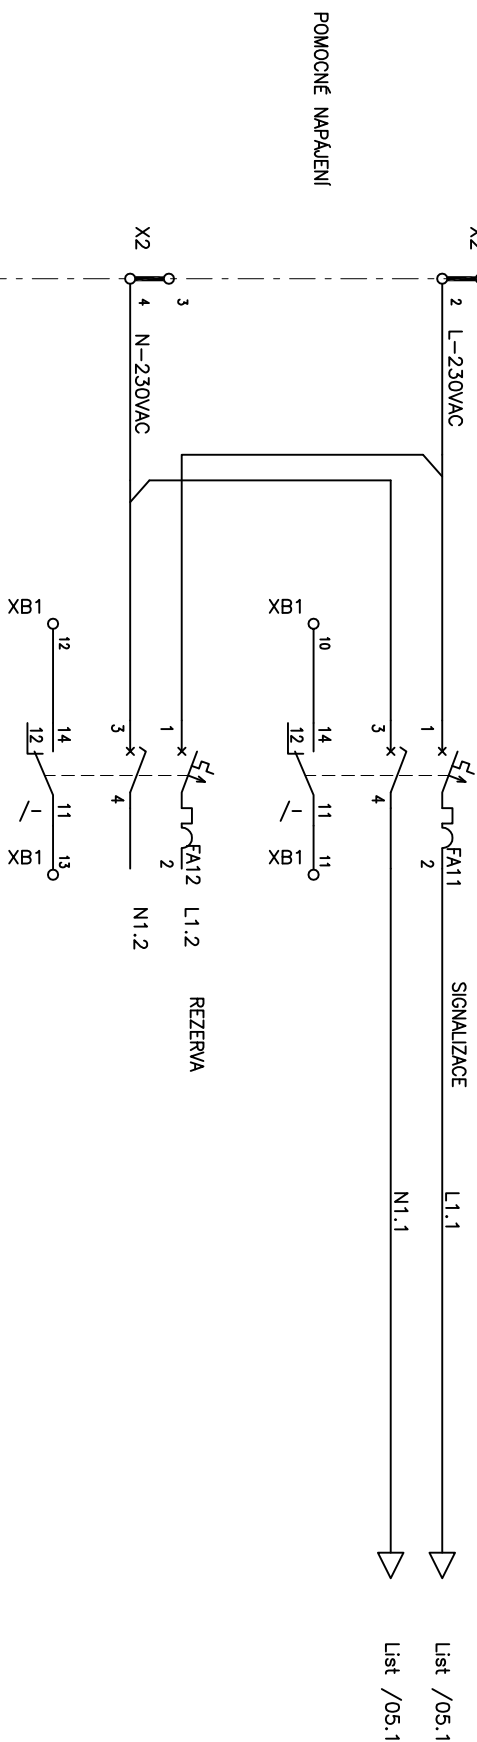 X2
2
L-230VAC
1
2
FA11
SIGNALIZACE
L1.1
List /05.1
3
4
N1.1
List /05.1
POMOCNÉ NAPÁJENÍ
XB1
10
14
12
11
XB1
11
3
1
2
FA12
L1.2
REZERVA
X2
4
N-230VAC
3
4
N1.2
XB1
12
14
12
11
XB1
13